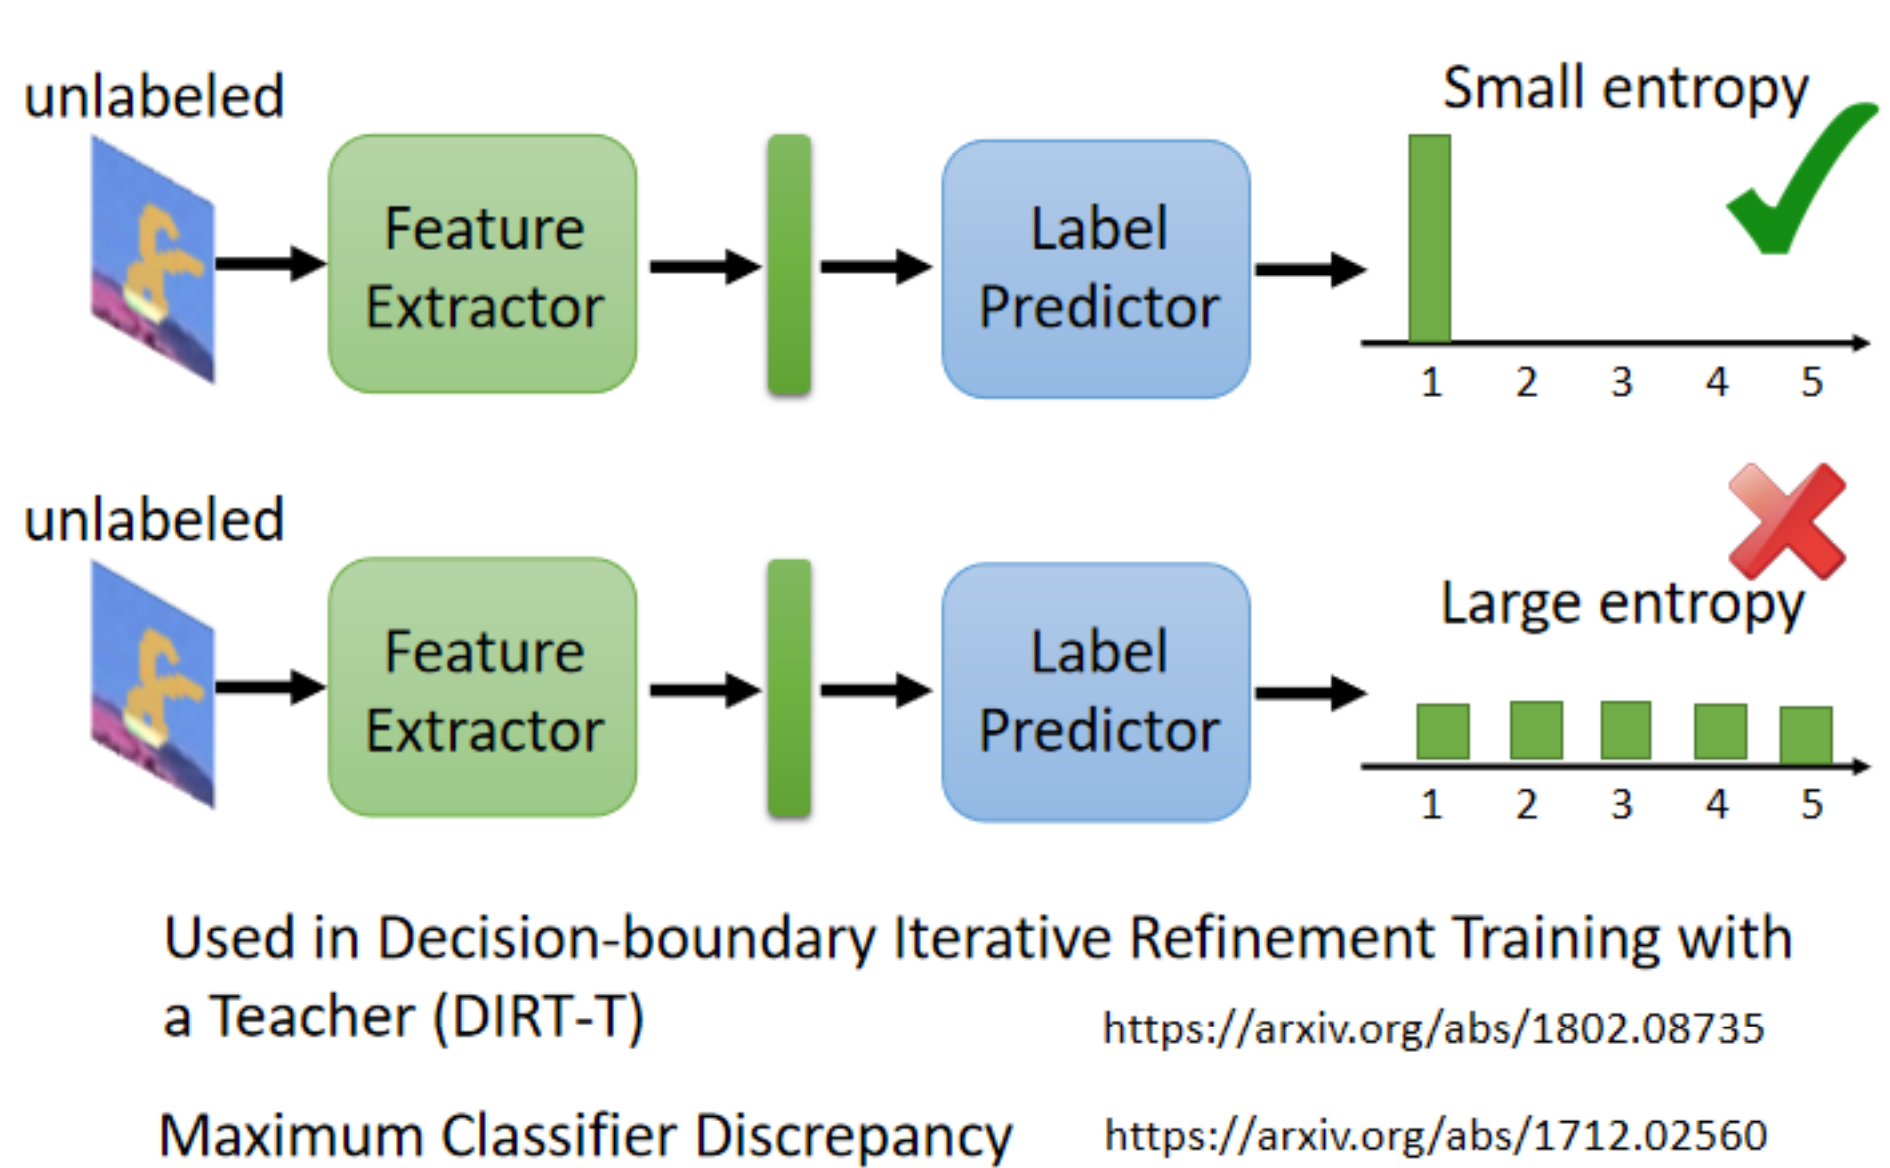 unlabeled
Feature
Extractor
Label
Predictor
Small entropy
1 2 3 4 5
unlabeled
Feature
Extractor
Label
Predictor
Large entropy
1 2 3 4 5
Used in Decision-boundary Iterative Refinement Training with
a Teacher (DIRT-T)
https://arxiv.org/abs/1802.08735
Maximum Classifier Discrepancy
https://arxiv.org/abs/1712.02560